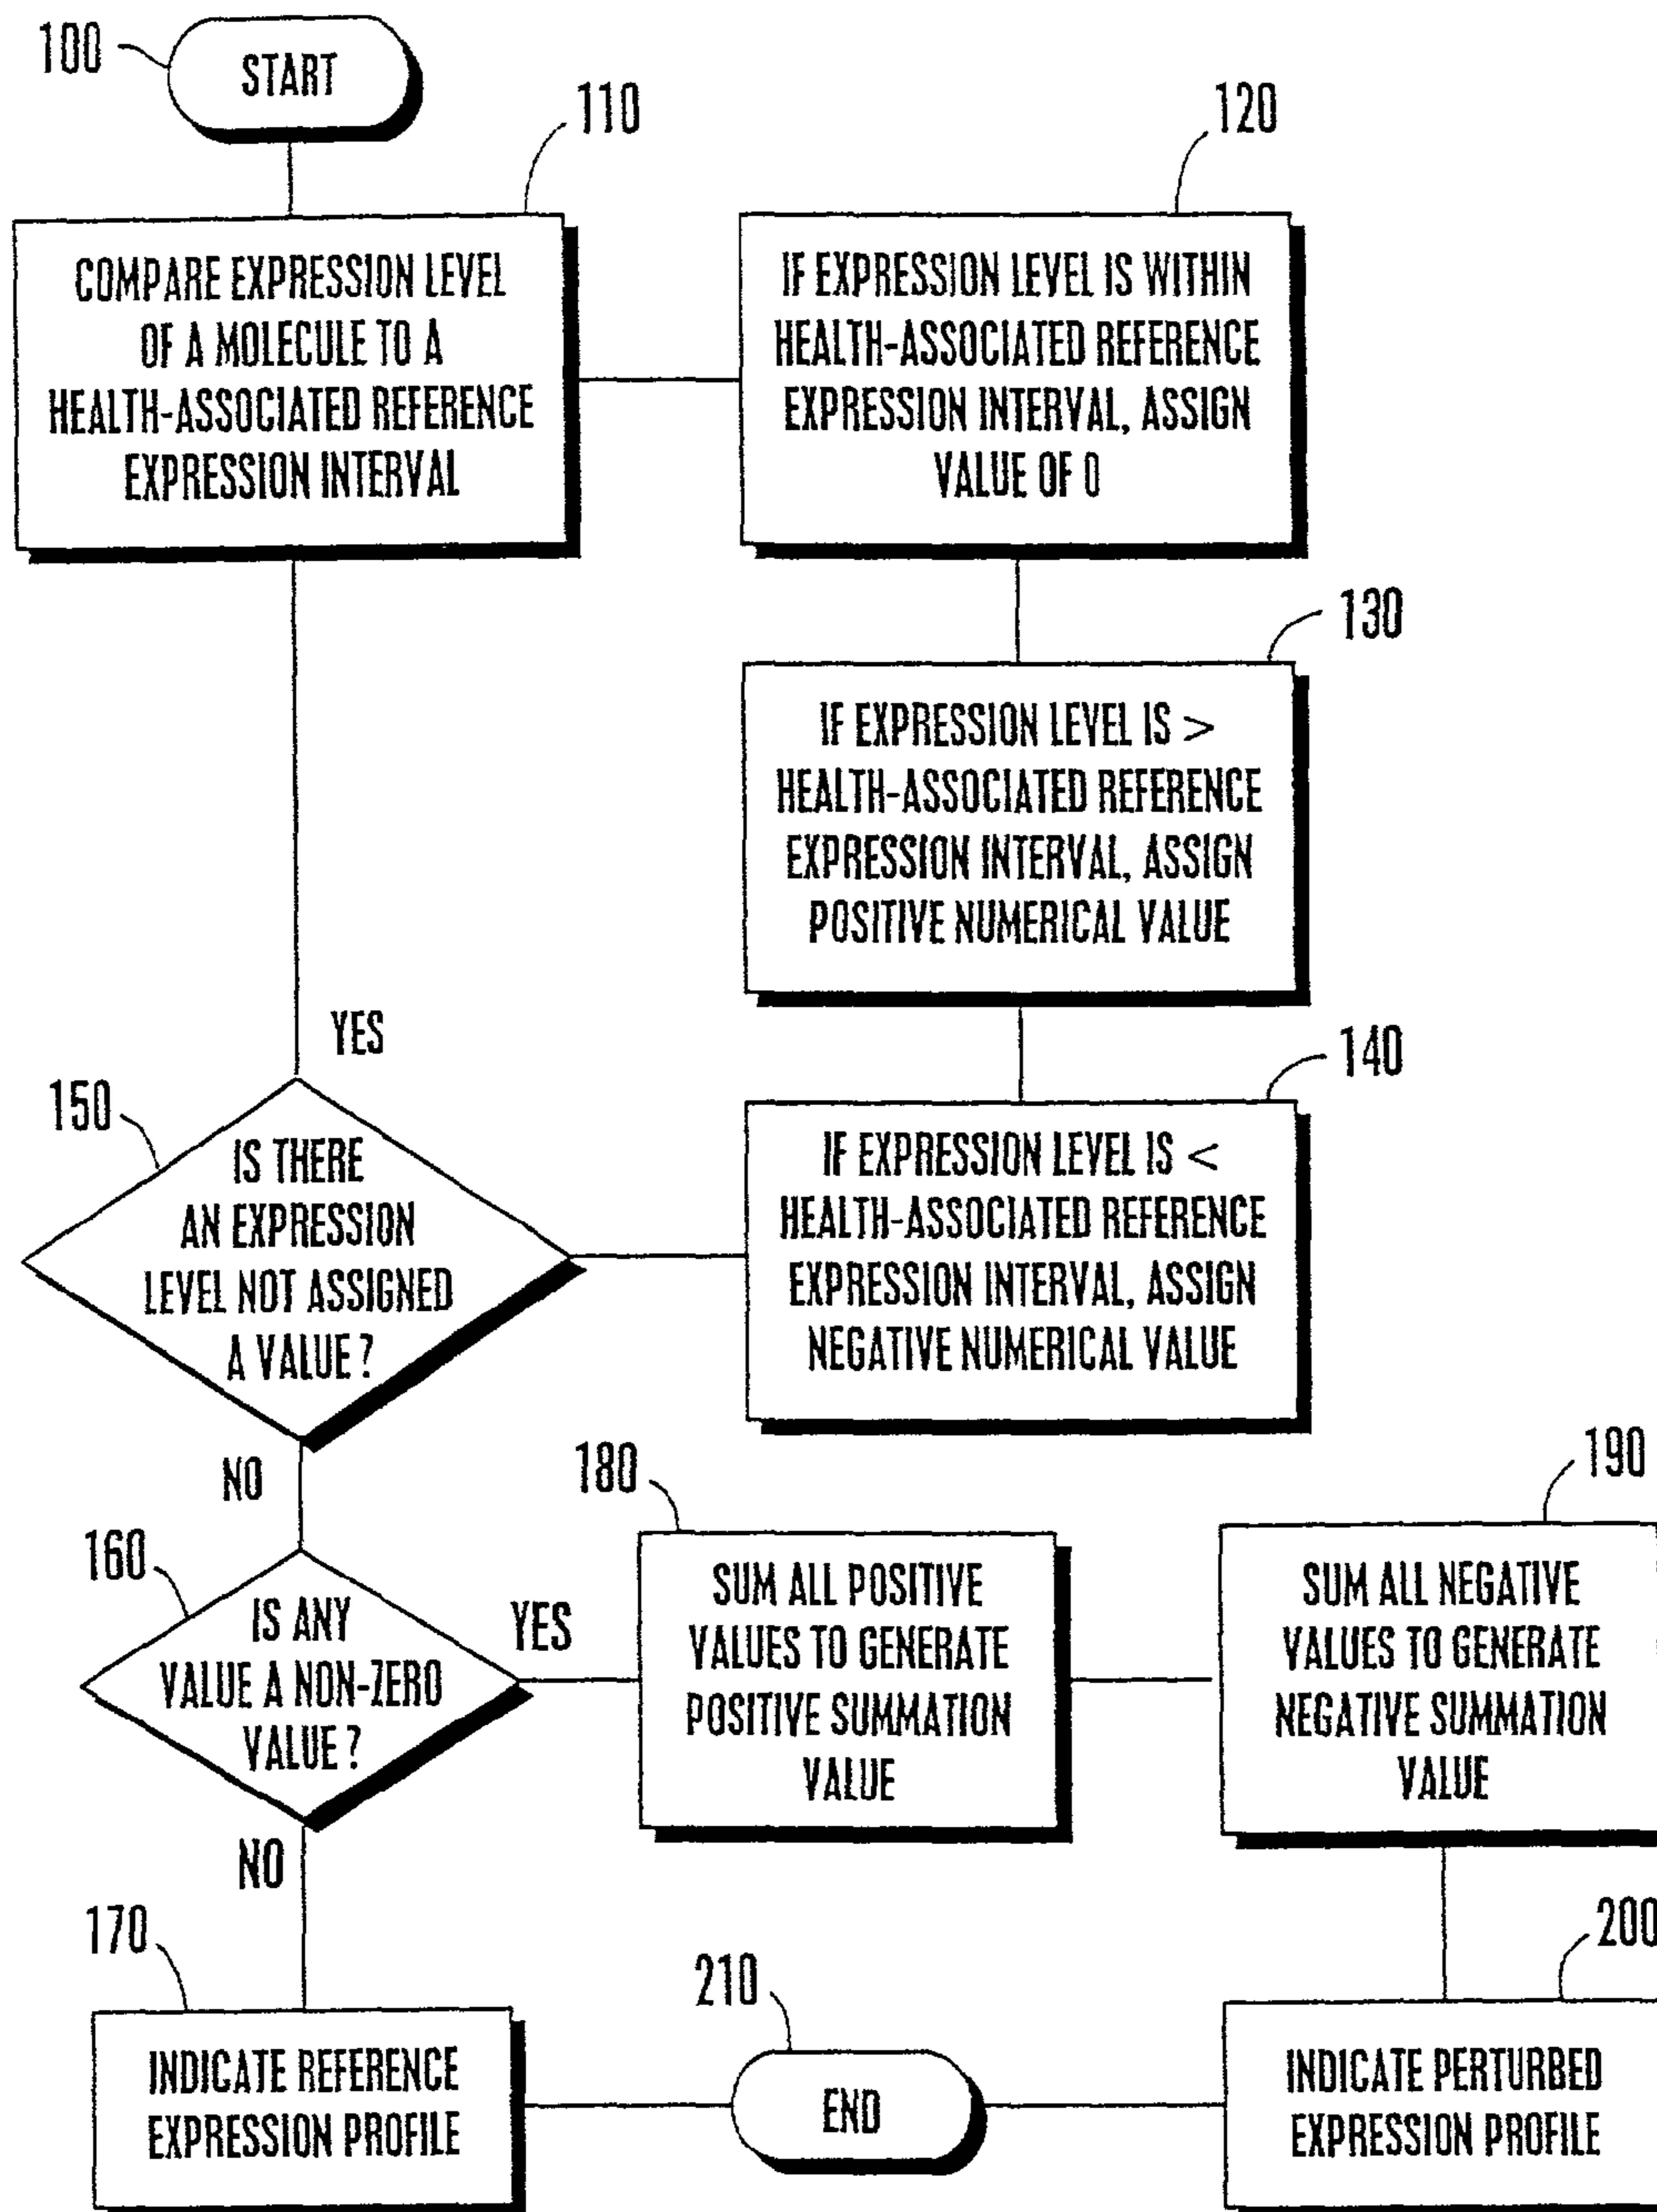 100
START
110
COMPARE EXPRESSION LEVEL
OF A MOLECULE TO A
HEALTH-ASSOCIATED REFERENCE
EXPRESSION INTERVAL
120
IF EXPRESSION LEVEL IS WITHIN
HEALTH-ASSOCIATED REFERENCE
EXPRESSION INTERVAL, ASSIGN
VALUE OF 0
130
IF EXPRESSION LEVEL IS >
HEALTH-ASSOCIATED REFERENCE
EXPRESSION INTERVAL, ASSIGN
POSITIVE NUMERICAL VALUE
140
IF EXPRESSION LEVEL IS <
HEALTH-ASSOCIATED REFERENCE
EXPRESSION INTERVAL, ASSIGN
NEGATIVE NUMERICAL VALUE
YES
150
IS THERE
AN EXPRESSION
LEVEL NOT ASSIGNED
A VALUE?
NO
160
IS ANY
VALUE A NON-ZERO
VALUE?
YES
180
SUM ALL POSITIVE
VALUES TO GENERATE
POSITIVE SUMMATION
VALUE
190
SUM ALL NEGATIVE
VALUES TO GENERATE
NEGATIVE SUMMATION
VALUE
NO
170
INDICATE REFERENCE
EXPRESSION PROFILE
210
END
200
INDICATE PERTURBED
EXPRESSION PROFILE